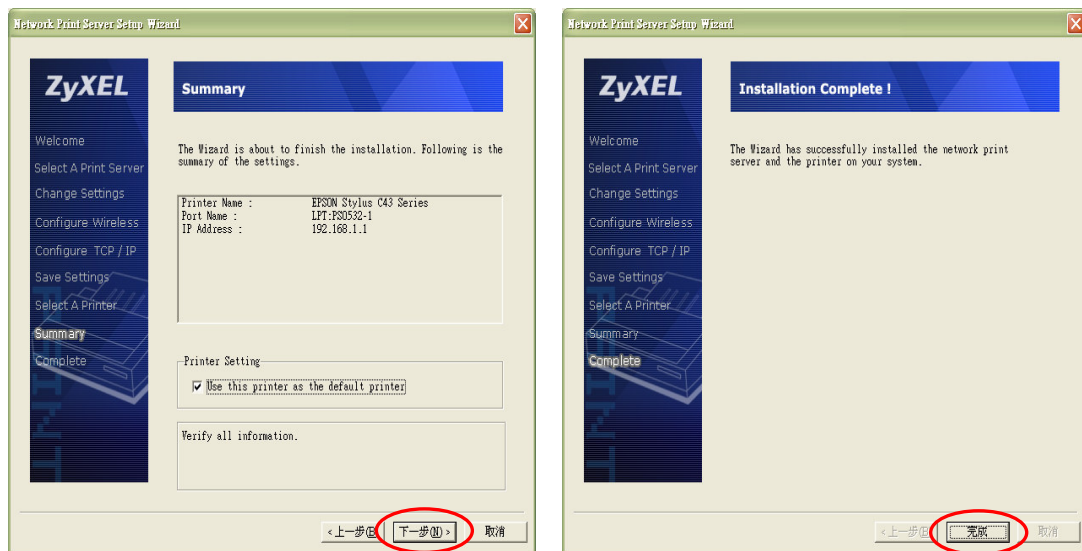 Network Print Server Setup Wizard
ZyXEL
Summary
Welcome
Select A Print Server
Change Settings
Configure Wireless
Configure TCP / IP
Save Settings
Select A Printer
Summary
Complete
The Wizard is about to finish the installation. Following is the
summary of the settings.
Printer Name : EPSON Stylus C43 Series
Port Name : LPT:PS0532-1
IP Address : 192.168.1.1
Printer Setting
Use this printer as the default printer
Verify all information.
<上一步(B) 下一步(N)> 取消
Network Print Server Setup Wizard
ZyXEL
Installation Complete !
Welcome
Select A Print Server
Change Settings
Configure Wireless
Configure TCP / IP
Save Settings
Select A Printer
Summary
Complete
The Wizard has successfully installed the network print
server and the printer on your system.
<上一步(B) 完成 取消